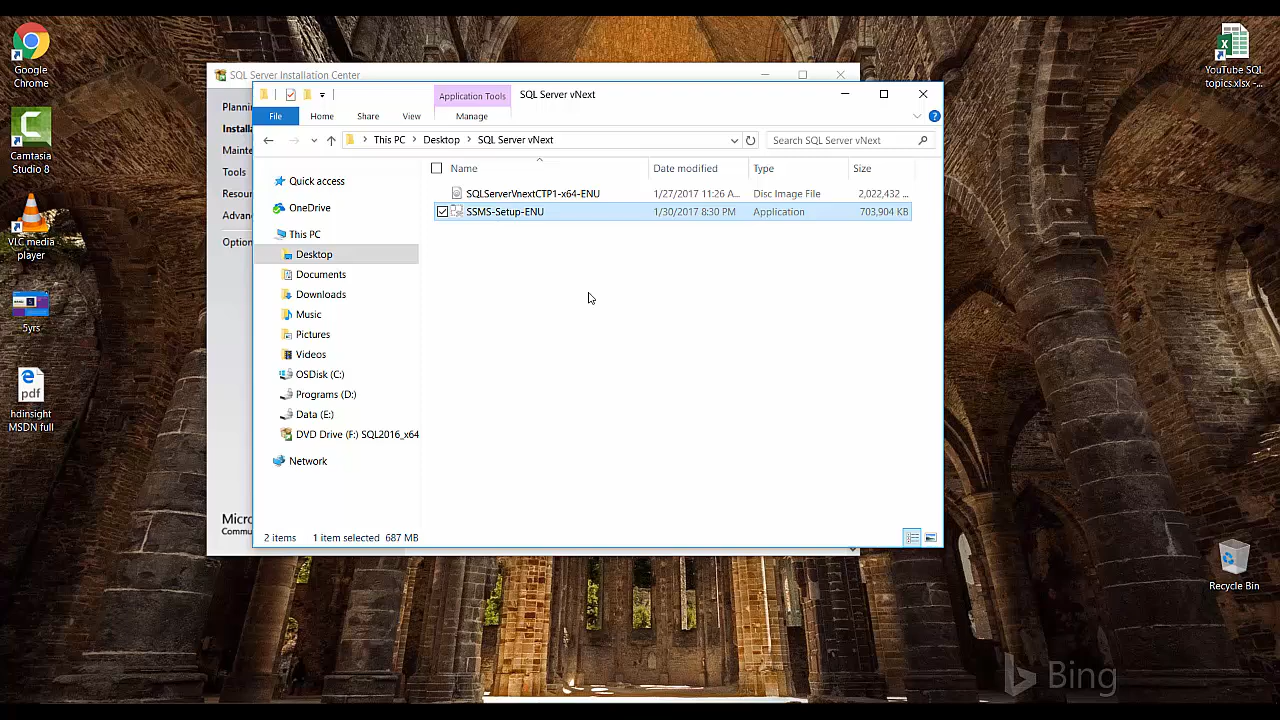 Google
Chrome
Camtasia
Studio 8
VLC media
player
5yrs
pdf
hdinsight
MSDN full
YouTube SQL
topics.xlsx -...
Recycle Bin
Bing
SQL Server Installation Center
Plannin
Installa
Mainte
Tools
Resour
Advan
Option
Micro
Commu
Application Tools
SQL Server vNext
File
Home
Share
View
Manage
This PC
Desktop
SQL Server vNext
Search SQL Server vNext
Name
Date modified
Type
Size
SQLServerVnextCTP1-x64-ENU
1/27/2017 11:26 A...
Disc Image File
2,022,432 ...
SSMS-Setup-ENU
1/30/2017 8:30 PM
Application
703,904 KB
Quick access
OneDrive
This PC
Desktop
Documents
Downloads
Music
Pictures
Videos
OSDisk (C:)
Programs (D:)
Data (E:)
DVD Drive (F:) SQL2016_x64
Network
2 items
1 item selected 687 MB